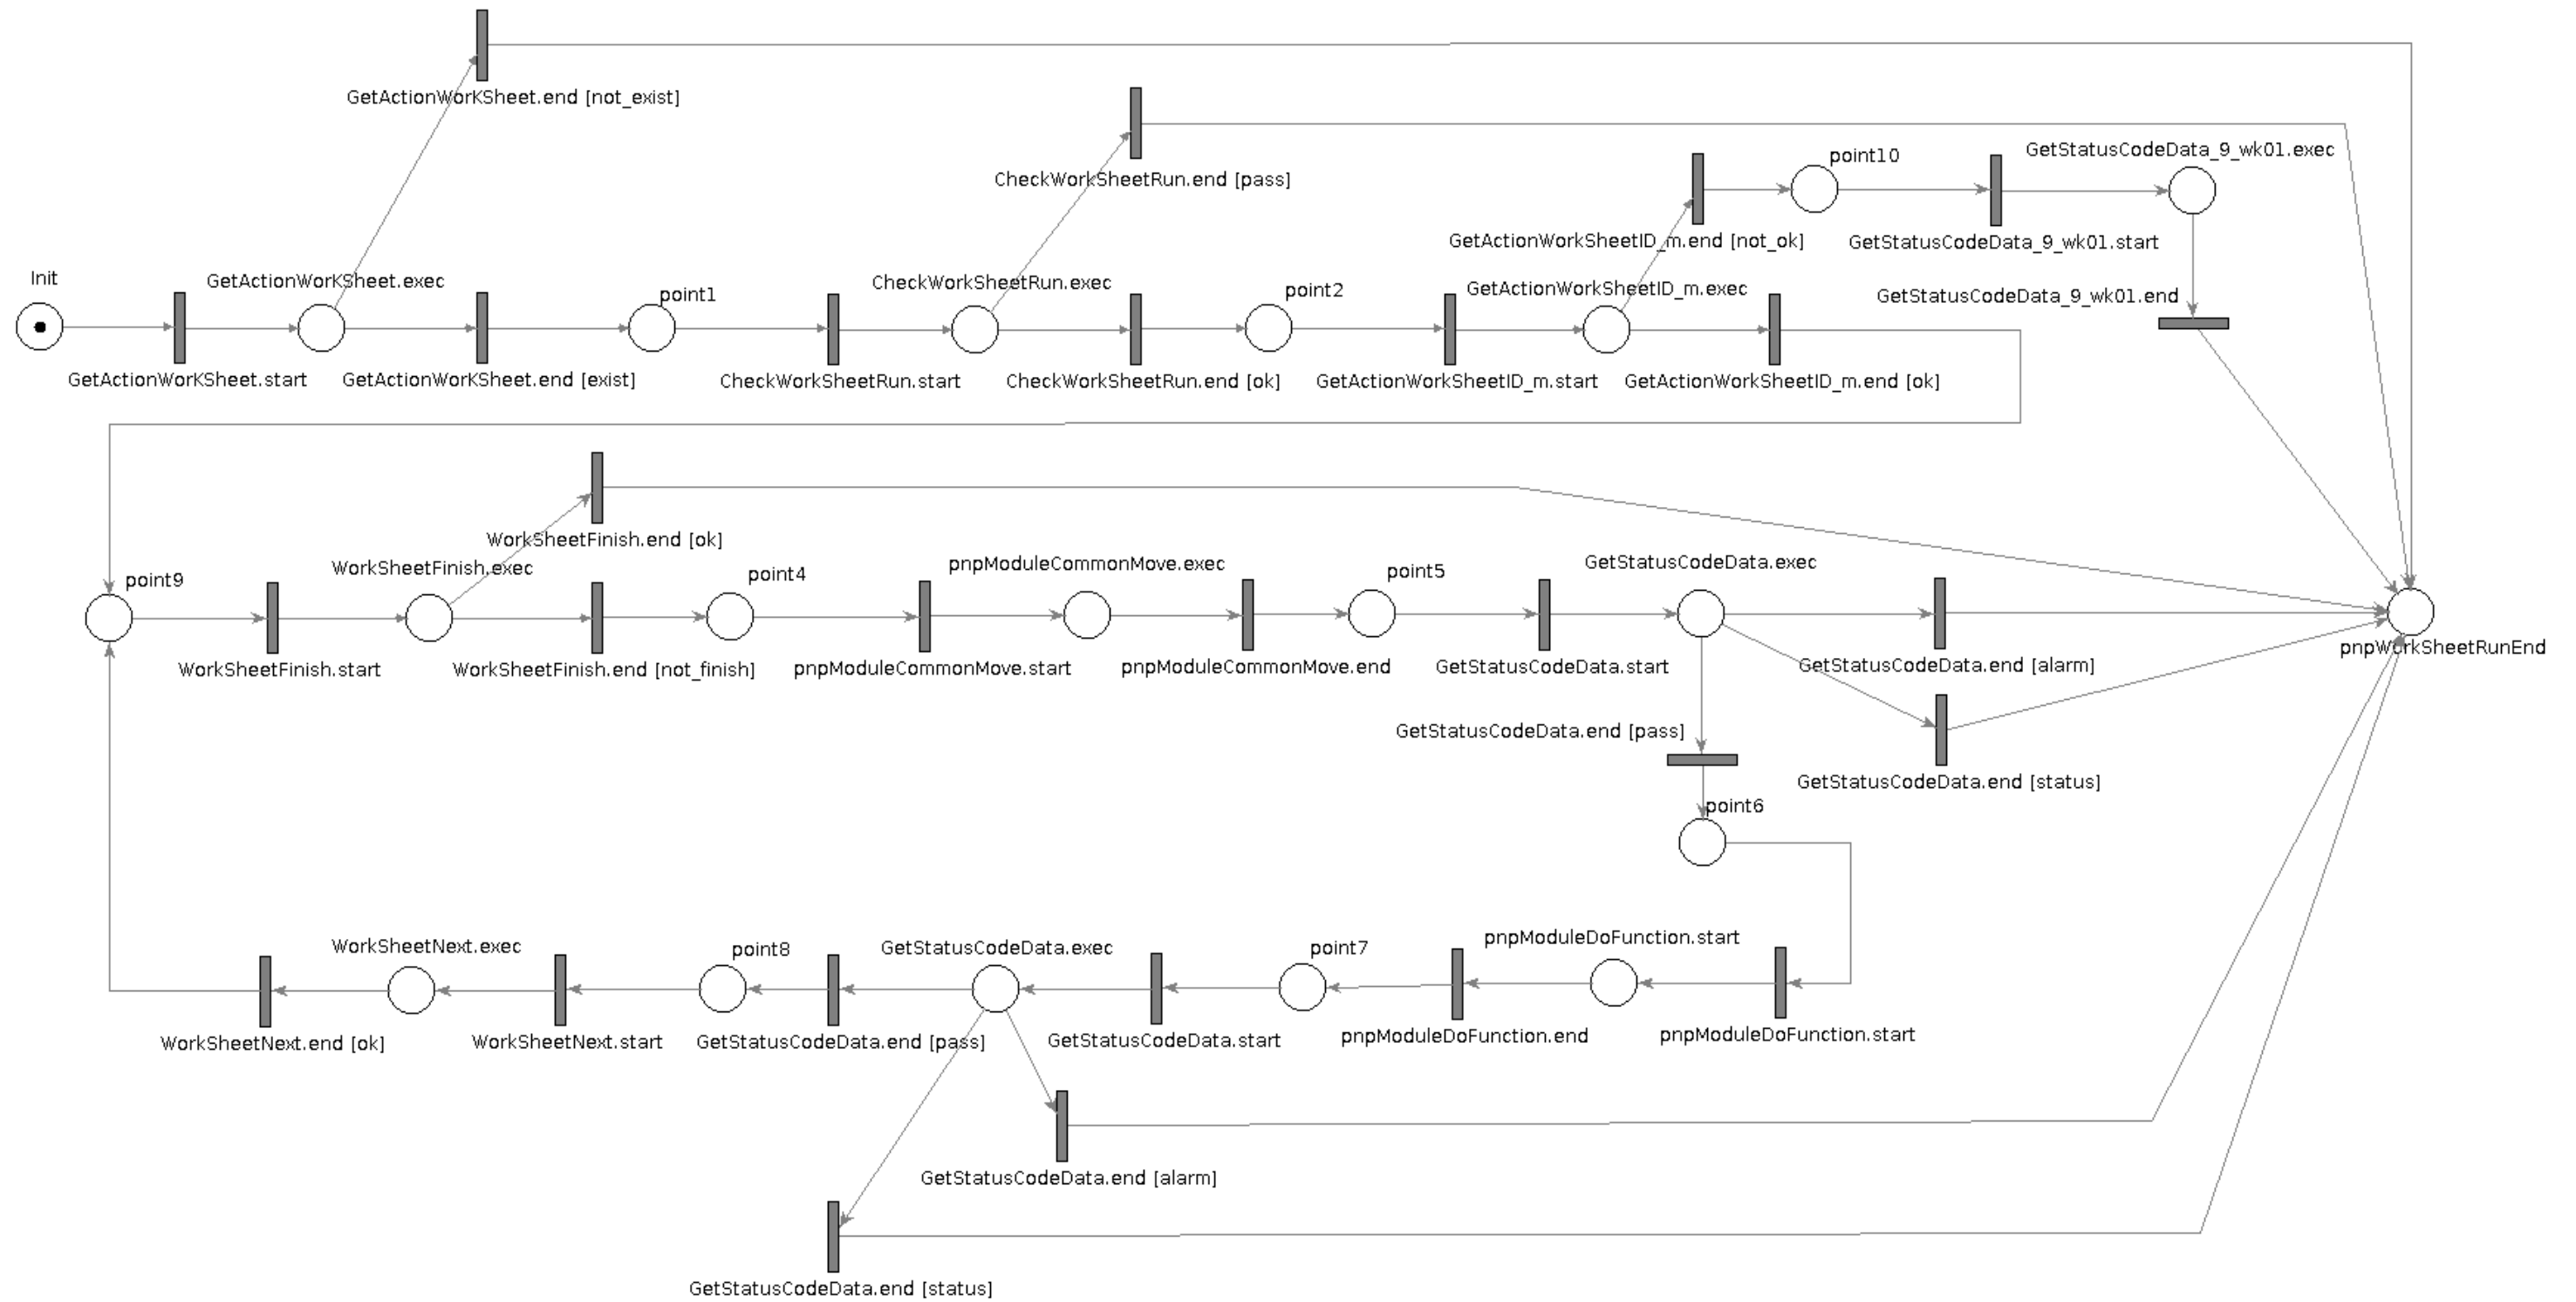 GetActionWorKSheet.end [not_exist]
CheckWorkSheetRun.end [pass]
point10
GetStatusCodeData_9_wk01.exec
GetActionWorkSheetID_m.end [not_ok]
GetStatusCodeData_9_wk01.start
Init
GetActionWorKSheet.exec
point1
CheckWorkSheetRun.exec
point2
GetActionWorkSheetID_m.exec
GetStatusCodeData_9_wk01.end
GetActionWorKSheet.start
GetActionWorKSheet.end [exist]
CheckWorkSheetRun.start
CheckWorkSheetRun.end [ok]
GetActionWorkSheetID_m.start
GetActionWorkSheetID_m.end [ok]
WorkSheetFinish.end [ok]
point9
WorkSheetFinish.exec
point4
pnpModuleCommonMove.exec
point5
GetStatusCodeData.exec
pnpWorkSheetRunEnd
WorkSheetFinish.start
WorkSheetFinish.end [not_finish]
pnpModuleCommonMove.start
pnpModuleCommonMove.end
GetStatusCodeData.start
GetStatusCodeData.end [alarm]
GetStatusCodeData.end [pass]
GetStatusCodeData.end [status]
point6
WorkSheetNext.exec
point8
GetStatusCodeData.exec
point7
pnpModuleDoFunction.start
WorkSheetNext.end [ok]
WorkSheetNext.start
GetStatusCodeData.end [pass]
GetStatusCodeData.start
pnpModuleDoFunction.end
pnpModuleDoFunction.start
GetStatusCodeData.end [alarm]
GetStatusCodeData.end [status]